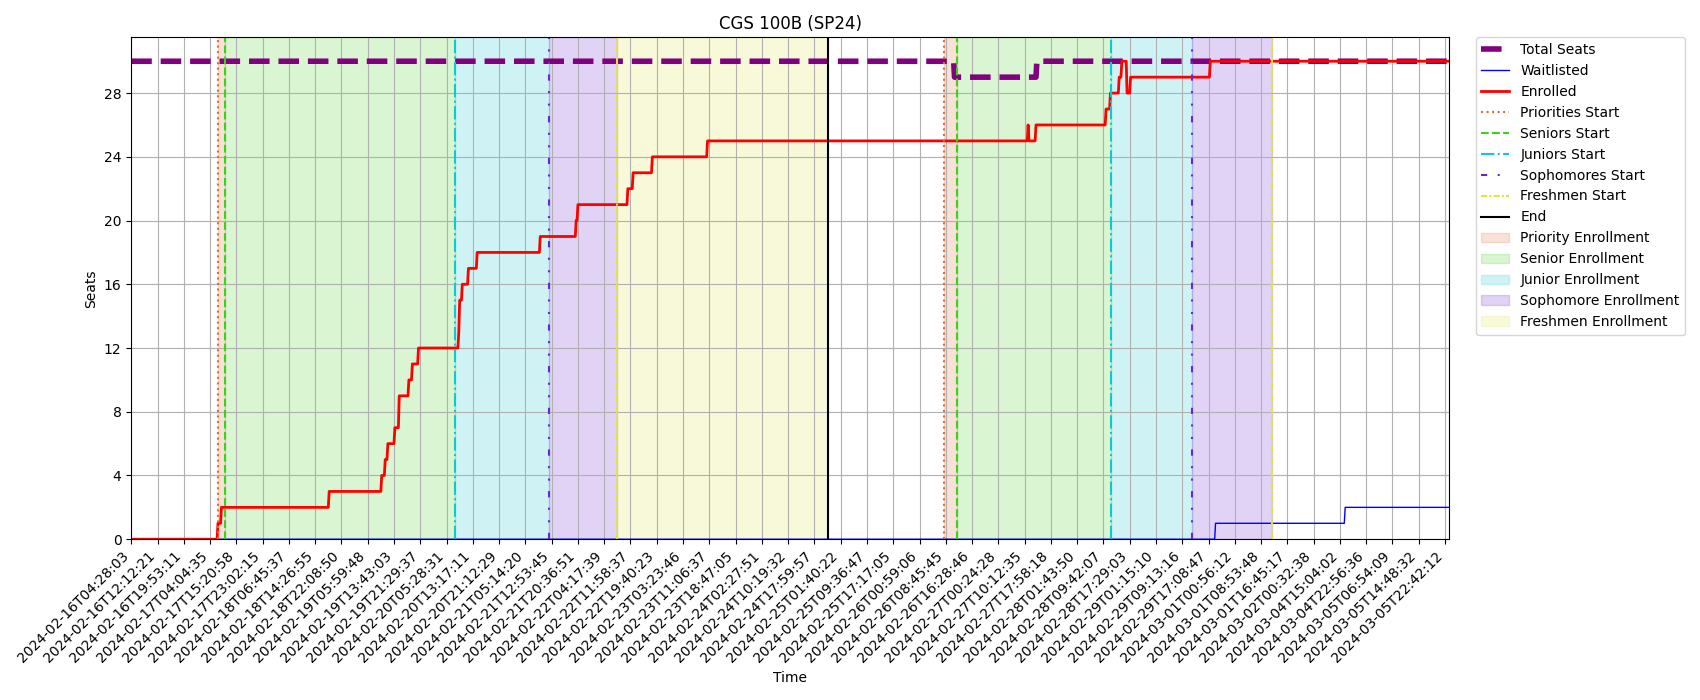 CGS 100B (SP24)
Seats
28
24
20
16
12
8
4
0
2024-02-16T04:28:03
2024-02-16T12:12:21
2024-02-16T19:53:11
2024-02-17T04:04:35
2024-02-17T15:20:58
2024-02-17T23:02:15
2024-02-18T06:45:37
2024-02-18T14:26:55
2024-02-18T22:08:50
2024-02-19T05:59:48
2024-02-19T13:43:03
2024-02-19T21:29:37
2024-02-20T05:28:31
2024-02-20T13:17:11
2024-02-20T21:12:29
2024-02-21T05:14:20
2024-02-21T12:53:45
2024-02-21T20:36:51
2024-02-22T04:17:39
2024-02-22T11:58:37
2024-02-22T19:40:23
2024-02-23T03:23:46
2024-02-23T11:06:37
2024-02-23T18:47:05
2024-02-24T02:27:51
2024-02-24T10:19:32
2024-02-24T17:59:57
2024-02-25T01:40:22
2024-02-25T09:36:47
2024-02-25T17:17:05
2024-02-26T00:59:06
2024-02-26T08:45:45
2024-02-26T16:28:46
2024-02-27T00:24:28
2024-02-27T10:12:35
2024-02-27T17:58:18
2024-02-28T01:43:50
2024-02-28T09:42:07
2024-02-28T17:29:03
2024-02-29T01:15:10
2024-02-29T09:13:16
2024-02-29T17:08:47
2024-03-01T00:56:12
2024-03-01T08:53:48
2024-03-01T16:45:17
2024-03-02T00:32:38
2024-03-04T15:04:02
2024-03-04T22:56:36
2024-03-05T06:54:09
2024-03-05T14:48:32
2024-03-05T22:42:12
Time
Total Seats
Waitlisted
Enrolled
Priorities Start
Seniors Start
Juniors Start
Sophomores Start
Freshmen Start
End
Priority Enrollment
Senior Enrollment
Junior Enrollment
Sophomore Enrollment
Freshmen Enrollment